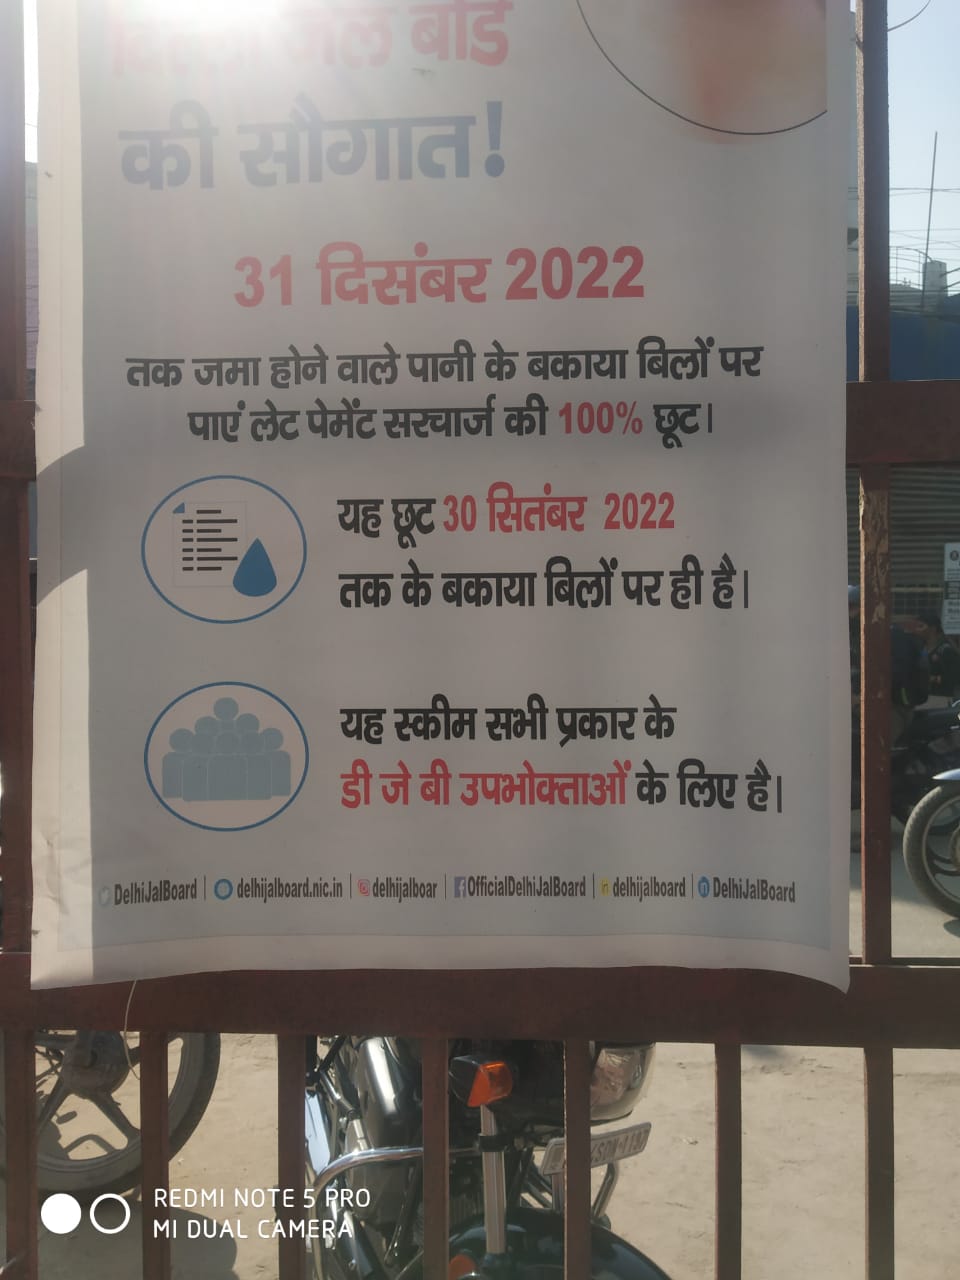 दिल्ली जल बोर्ड
की सौगात!
31 दिसंबर 2022
तक जमा होने वाले पानी के बकाया बिलों पर
पाएं लेट पेमेंट सरचार्ज की 100% छूट।
यह छूट 30 सितंबर 2022
तक के बकाया बिलों पर ही है।
यह स्कीम सभी प्रकार के
डी जे बी उपभोक्ताओं के लिए है।
DelhiJalBoard | delhijalboard.nic.in | delhijalboar | OfficialDelhiJalBoard | delhijalboard | DelhiJalBoard
REDMI NOTE 5 PRO
MI DUAL CAMERA